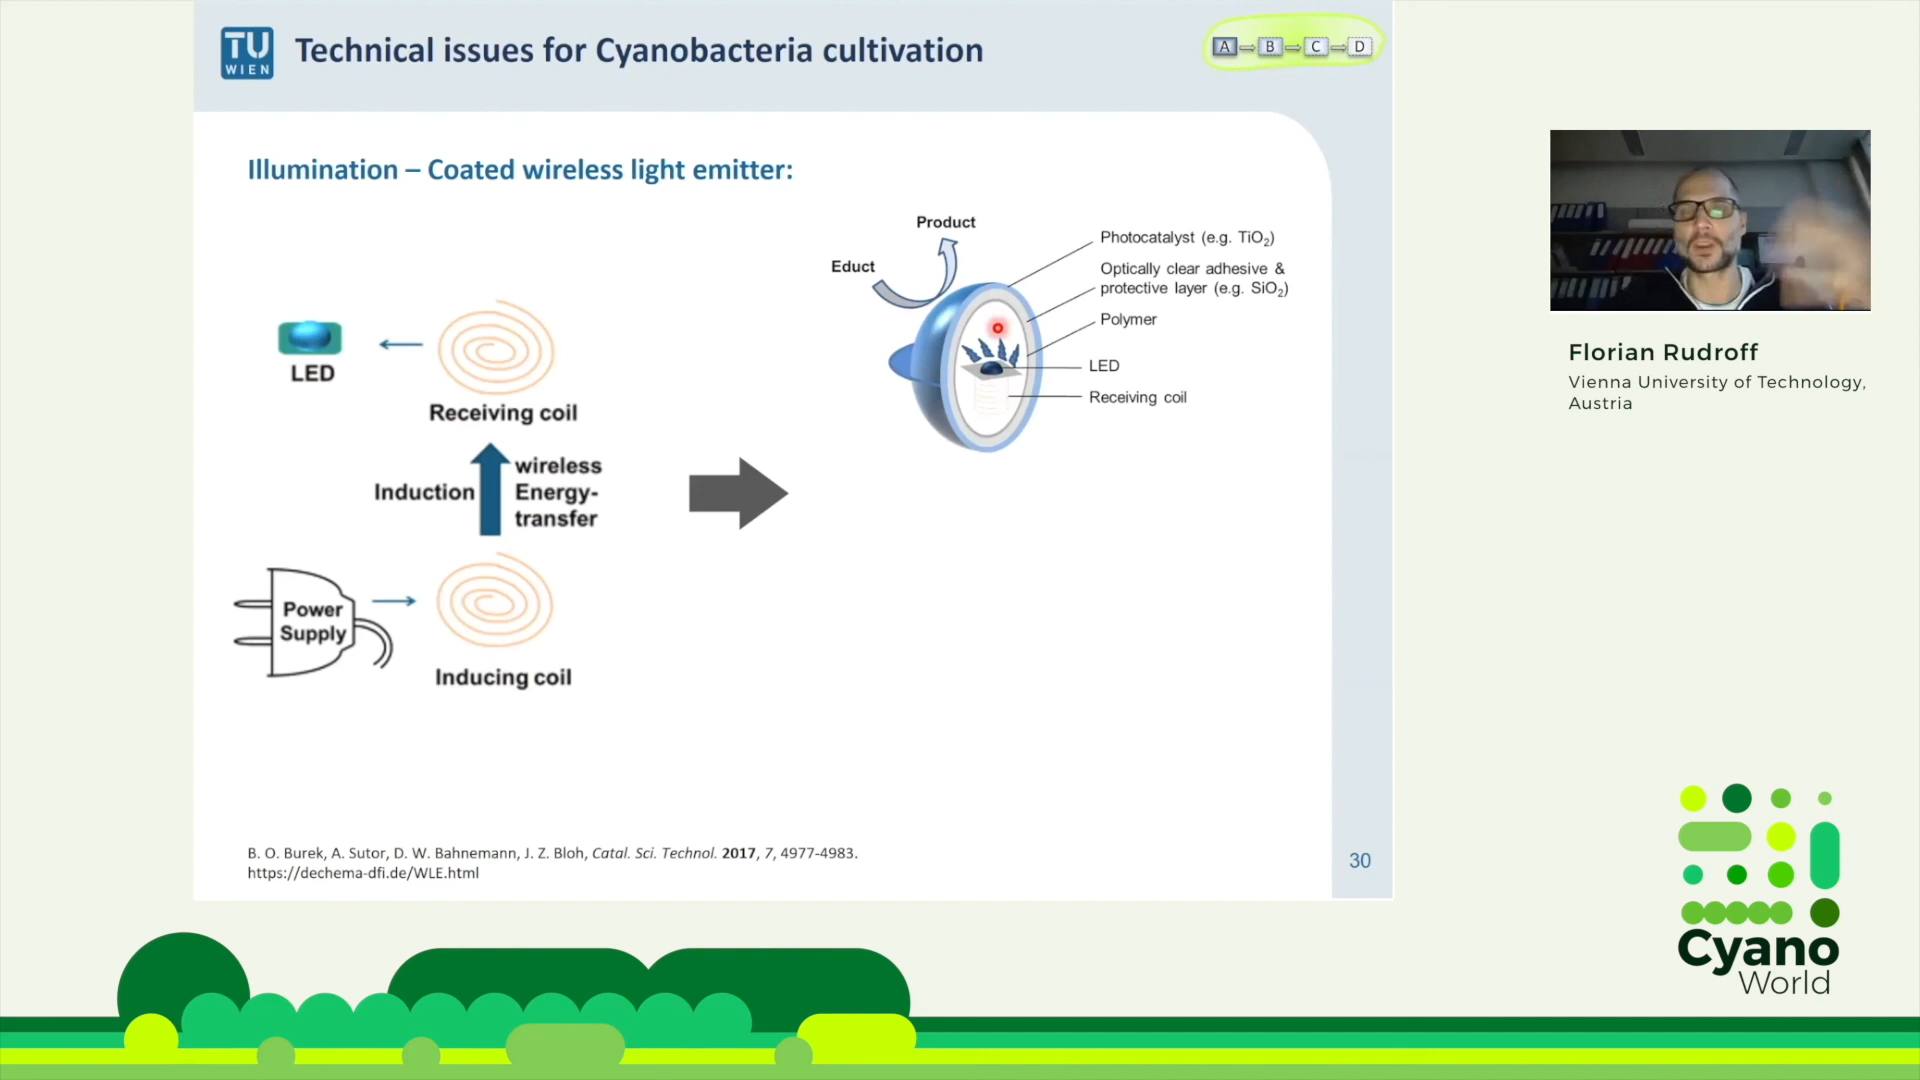 TU
WIEN
Technical issues for Cyanobacteria cultivation
A B C D
Illumination – Coated wireless light emitter:
Product
Educt
Photocatalyst (e.g. TiO₂)
Optically clear adhesive &
protective layer (e.g. SiO₂)
Polymer
LED
Receiving coil
LED
Receiving coil
Induction
wireless
Energy-
transfer
Power
Supply
Inducing coil
B. O. Burek, A. Sutor, D. W. Bahnemann, J. Z. Bloh, Catal. Sci. Technol. 2017, 7, 4977-4983.
https://dechema-dfi.de/WLE.html
30
Florian Rudroff
Vienna University of Technology,
Austria
Cyano
World